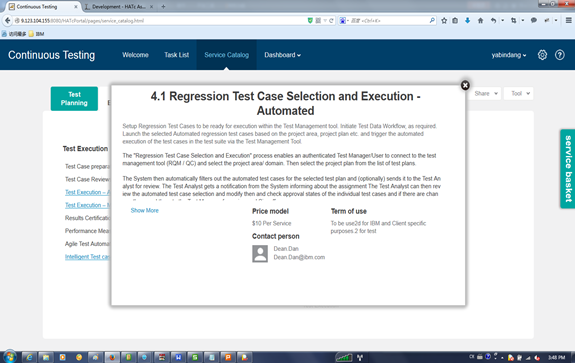 Continuous Testing
Development - HATc As...
9.123.104.155:8080/HATcPortal/pages/service_catalog.html
百度 <Ctrl+K>
访问最多
IBM
Continuous Testing
Welcome
Task List
Service Catalog
Dashboard
yabindang
Test Planning
Share
Tool
service basket
4.1 Regression Test Case Selection and Execution -
Automated
Setup Regression Test Cases to be ready for execution within the Test Management tool. Initiate Test Data Workflow, as required.
Launch the selected Automated regression test cases based on the project area, project plan etc. and trigger the automated
execution of the test cases in the test suite via the Test Management Tool.
The "Regression Test Case Selection and Execution" process enables an authenticated Test Manager/User to connect to the test
management tool (RQM / QC) and select the project area/ domain. Then select the project plan from the list of test plans.
The System then automatically filters out the automated test cases for the selected test plan and (optionally) sends it to the Test An
alyst for review. The Test Analyst gets a notification from the System informing about the assignment The Test Analyst can then rev
iew the automated test case selection and modify then and check approval states of the individual test cases and if there are chan
Show More
Price model
$10 Per Service
Contact person
Dean.Dan
Dean.Dan@ibm.com
Term of use
To be use2d for IBM and Client specific
purposes.2 for test
Test Execution
Test Case prepara
Test Case Review
Test Execution – A
Test Execution –
Results Certificatio
Performance Mea
Agile Test Automa
Intelligent Test cas
3:48 PM